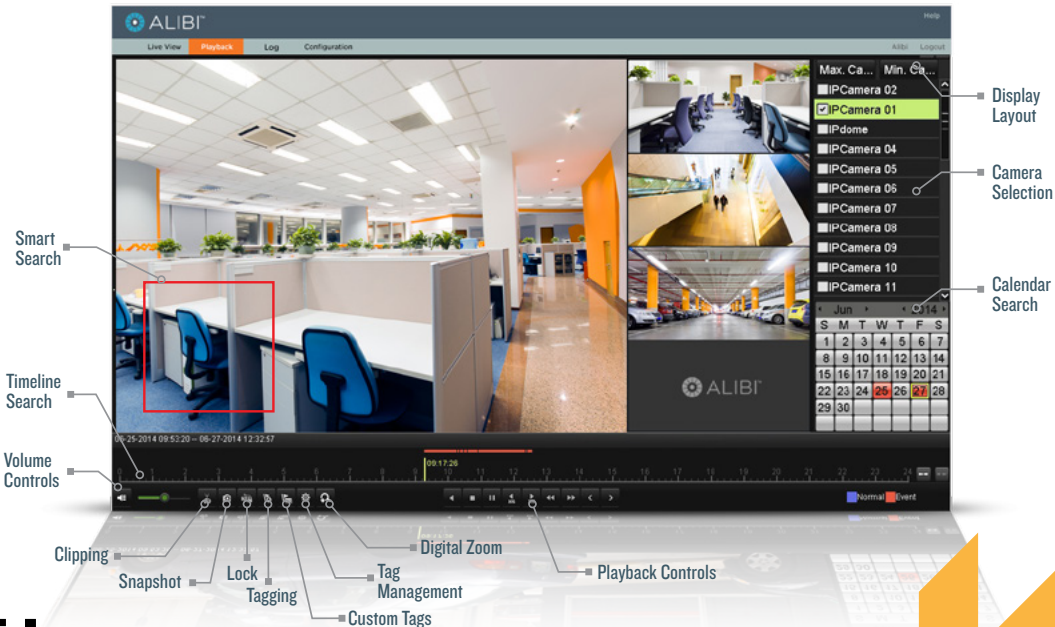 ALIBI™
Help
Live View Playback Log Configuration
Alibi Logout
Max. Ca... Min. Ca...
IPCamera 02
IPCamera 01
IPdome
IPCamera 04
IPCamera 05
IPCamera 06
IPCamera 07
IPCamera 08
IPCamera 09
IPCamera 10
IPCamera 11
Jun 2014
S M T W T F S
1 2 3 4 5 6 7
8 9 10 11 12 13 14
15 16 17 18 19 20 21
22 23 24 25 26 27 28
29 30
ALIBI™
06-25-2014 09:53:20 -- 06-27-2014 12:32:57
09:17:26
0 1 2 3 4 5 6 7 8 9 10 11 12 13 14 15 16 17 18 19 20 21 22 23 24
Normal Event
Display
Layout
Camera
Selection
Calendar
Search
Smart
Search
Timeline
Search
Volume
Controls
Clipping
Snapshot
Lock
Tagging
Custom Tags
Tag
Management
Digital Zoom
Playback Controls